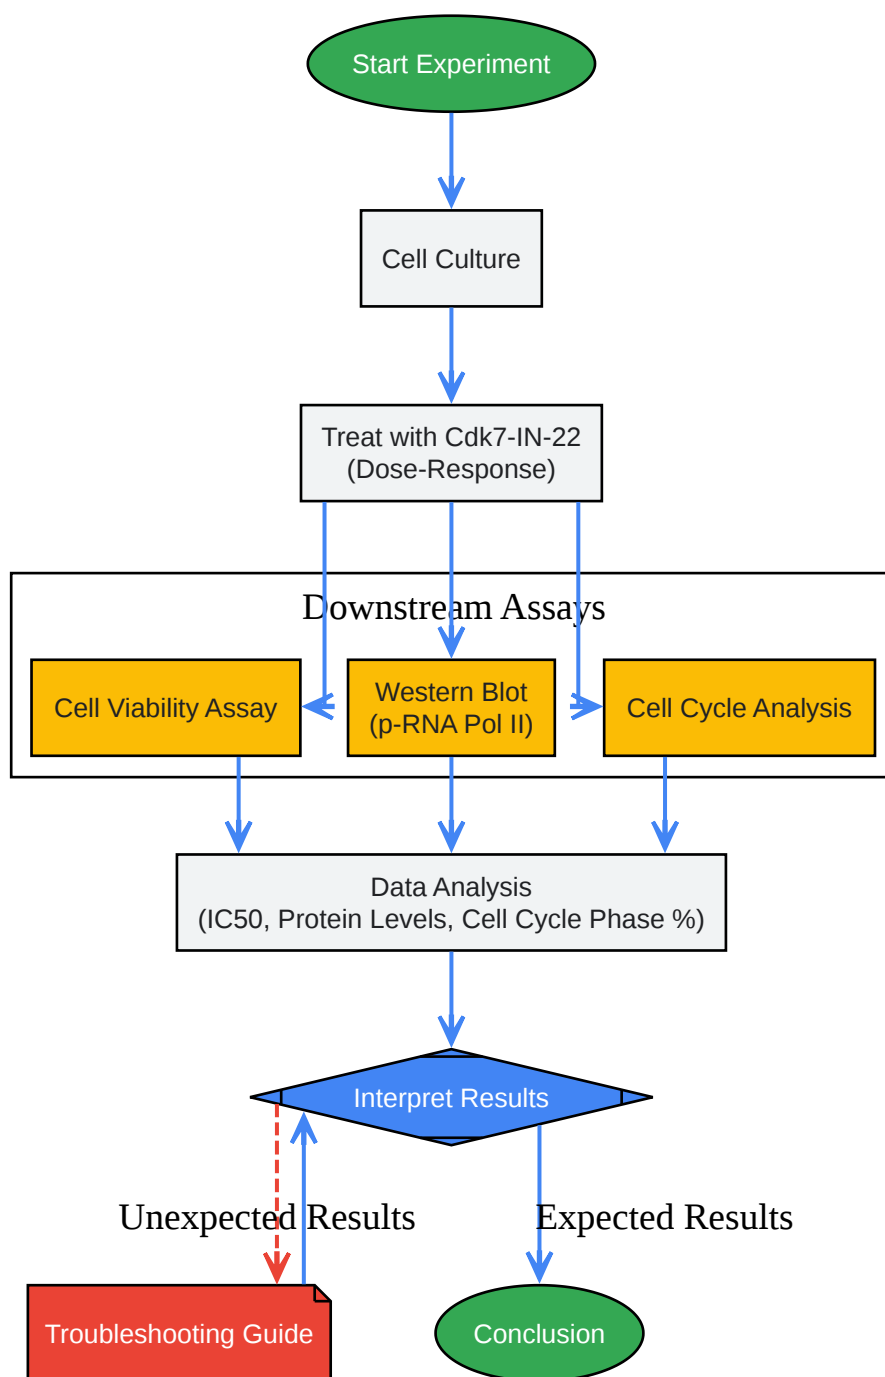 Start Experiment
Cell Culture
Treat with Cdk7-IN-22
(Dose-Response)
Downstream Assays
Cell Viability Assay
Western Blot
(p-RNA Pol II)
Cell Cycle Analysis
Data Analysis
(IC50, Protein Levels, Cell Cycle Phase %)
Interpret Results
Unexpected Results
Expected Results
Troubleshooting Guide
Conclusion